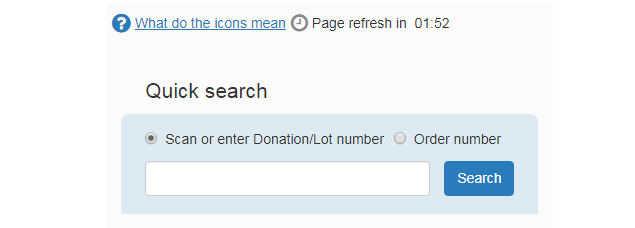 ? What do the icons mean Page refresh in 01:52
Quick search
Scan or enter Donation/Lot number Order number
Search